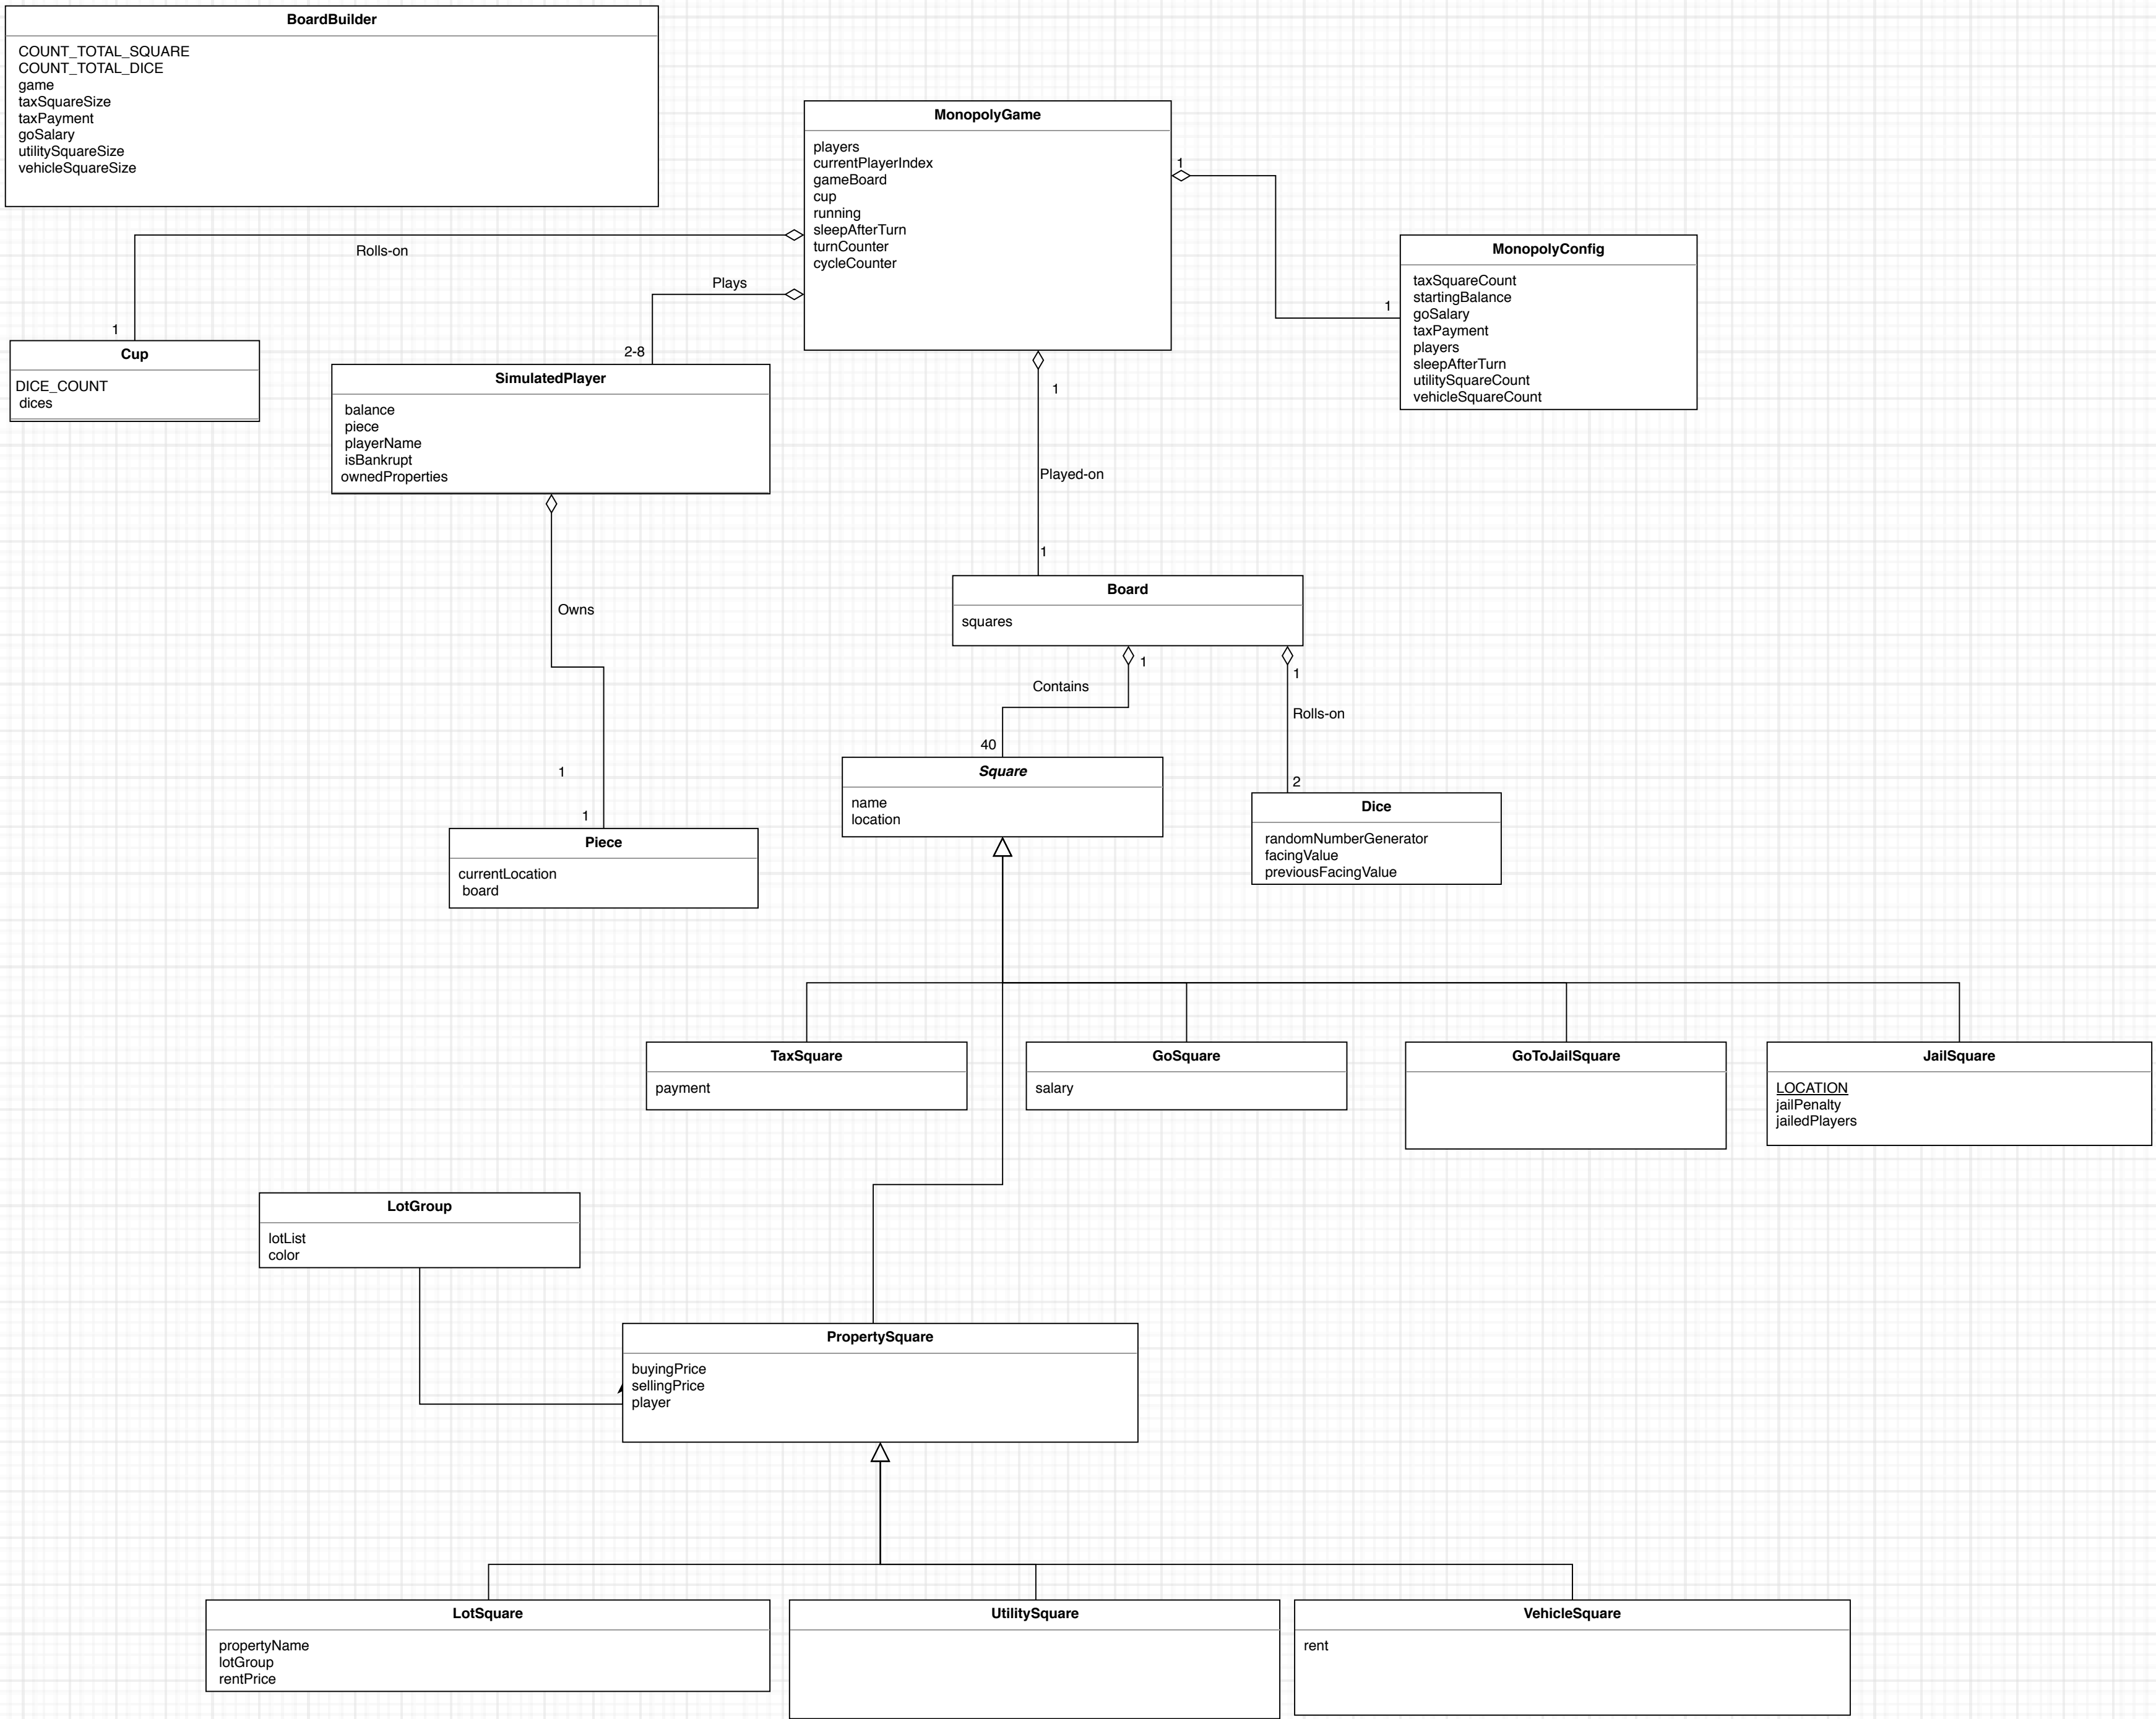 BoardBuilder
COUNT_TOTAL_SQUARE
COUNT_TOTAL_DICE
game
taxSquareSize
taxPayment
goSalary
utilitySquareSize
vehicleSquareSize
MonopolyGame
players
currentPlayerIndex
gameBoard
cup
running
sleepAfterTurn
turnCounter
cycleCounter
1
1
MonopolyConfig
taxSquareCount
startingBalance
goSalary
taxPayment
players
sleepAfterTurn
utilitySquareCount
vehicleSquareCount
Rolls-on
1
Plays
2-8
Cup
DICE_COUNT
dices
SimulatedPlayer
balance
piece
playerName
isBankrupt
ownedProperties
1
Played-on
1
Owns
1
1
Board
squares
1
Contains
40
1
Rolls-on
2
Square
name
location
Dice
randomNumberGenerator
facingValue
previousFacingValue
Piece
currentLocation
board
TaxSquare
payment
GoSquare
salary
GoToJailSquare
JailSquare
LOCATION
jailPenalty
jailedPlayers
LotGroup
lotList
color
PropertySquare
buyingPrice
sellingPrice
player
LotSquare
propertyName
lotGroup
rentPrice
UtilitySquare
VehicleSquare
rent